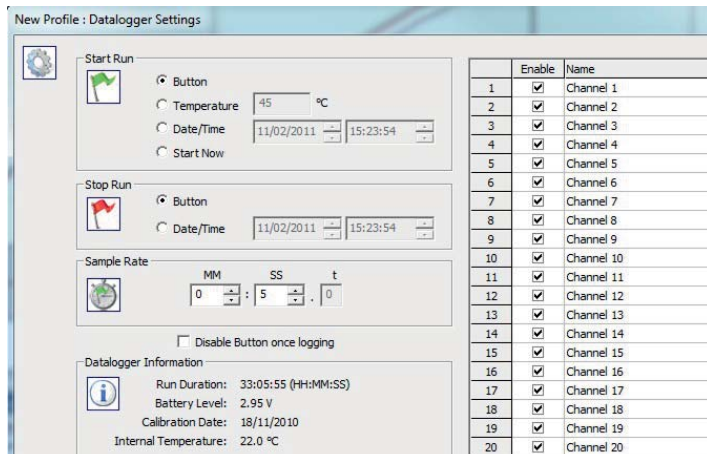 New Profile : Datalogger Settings
Start Run
Button
Temperature 45 ºC
Date/Time 11/02/2011 15:23:54
Start Now
Stop Run
Button
Date/Time 11/02/2011 15:23:54
Sample Rate
MM SS t
0 : 5 . 0
Disable Button once logging
Datalogger Information
Run Duration: 33:05:55 (HH:MM:SS)
Battery Level: 2.95 V
Calibration Date: 18/11/2010
Internal Temperature: 22.0 ºC
Enable Name
1 Channel 1
2 Channel 2
3 Channel 3
4 Channel 4
5 Channel 5
6 Channel 6
7 Channel 7
8 Channel 8
9 Channel 9
10 Channel 10
11 Channel 11
12 Channel 12
13 Channel 13
14 Channel 14
15 Channel 15
16 Channel 16
17 Channel 17
18 Channel 18
19 Channel 19
20 Channel 20